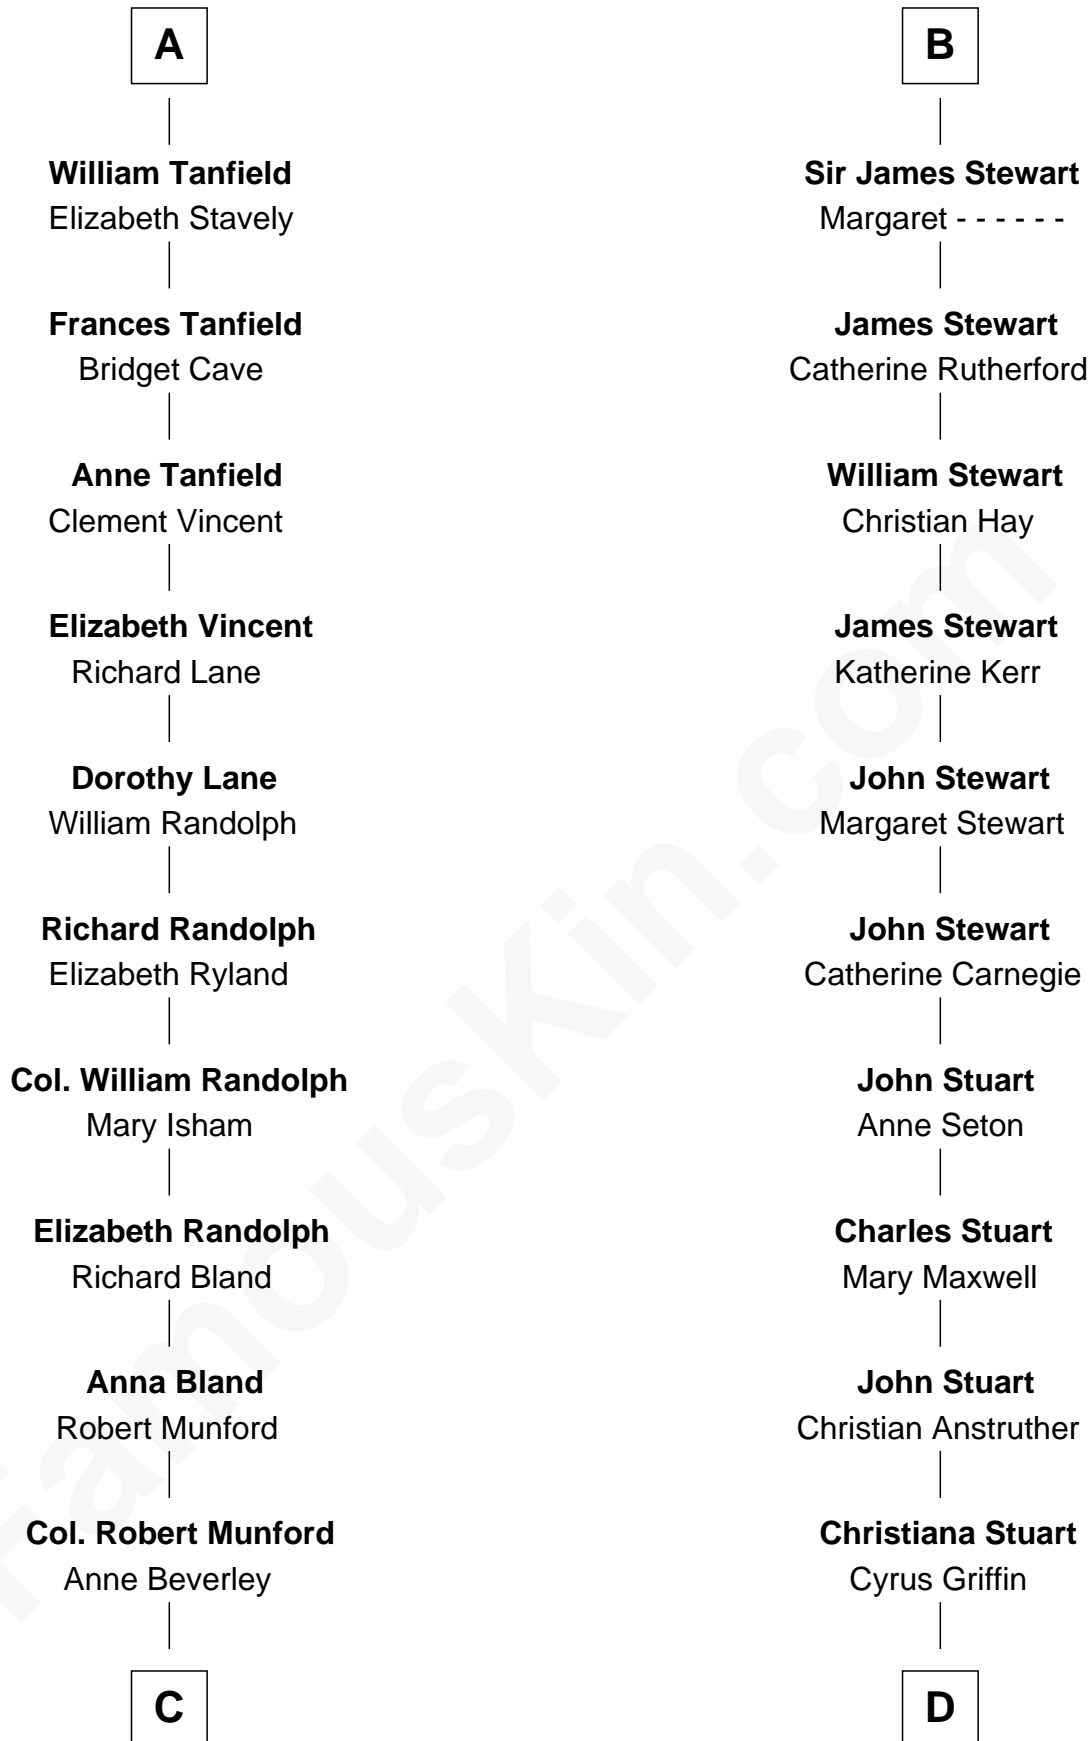 A
William Tanfield
Elizabeth Stavely
Frances Tanfield
Bridget Cave
Anne Tanfield
Clement Vincent
Elizabeth Vincent
Richard Lane
Dorothy Lane
William Randolph
Richard Randolph
Elizabeth Ryland
Col. William Randolph
Mary Isham
Elizabeth Randolph
Richard Bland
Anna Bland
Robert Munford
Col. Robert Munford
Anne Beverley
C
B
Sir James Stewart
Margaret - - - - - -
James Stewart
Catherine Rutherford
William Stewart
Christian Hay
James Stewart
Katherine Kerr
John Stewart
Margaret Stewart
John Stewart
Catherine Carnegie
John Stuart
Anne Seton
Charles Stuart
Mary Maxwell
John Stuart
Christian Anstruther
Christiana Stuart
Cyrus Griffin
D
FamousKin.com